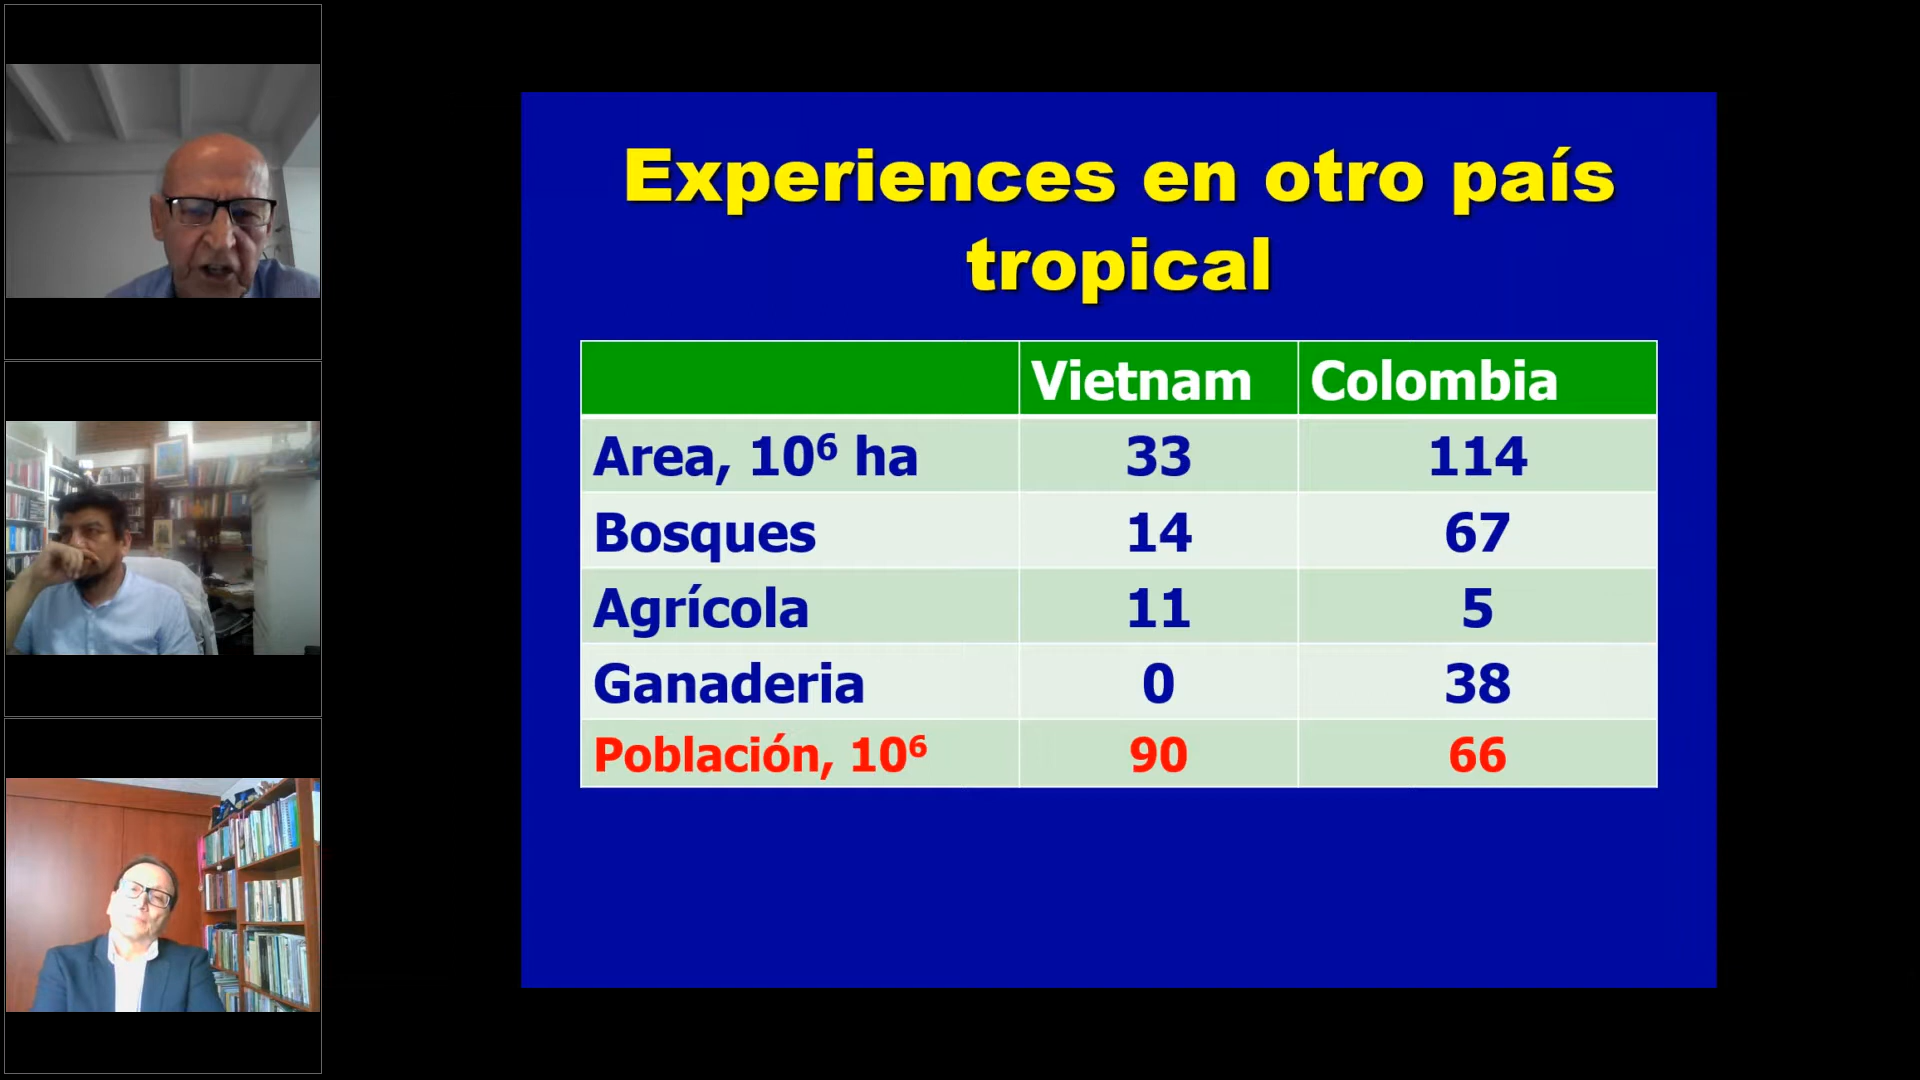 Experiences en otro país
tropical
Vietnam Colombia
Area, 10⁶ ha 33 114
Bosques 14 67
Agrícola 11 5
Ganaderia 0 38
Población, 10⁶ 90 66